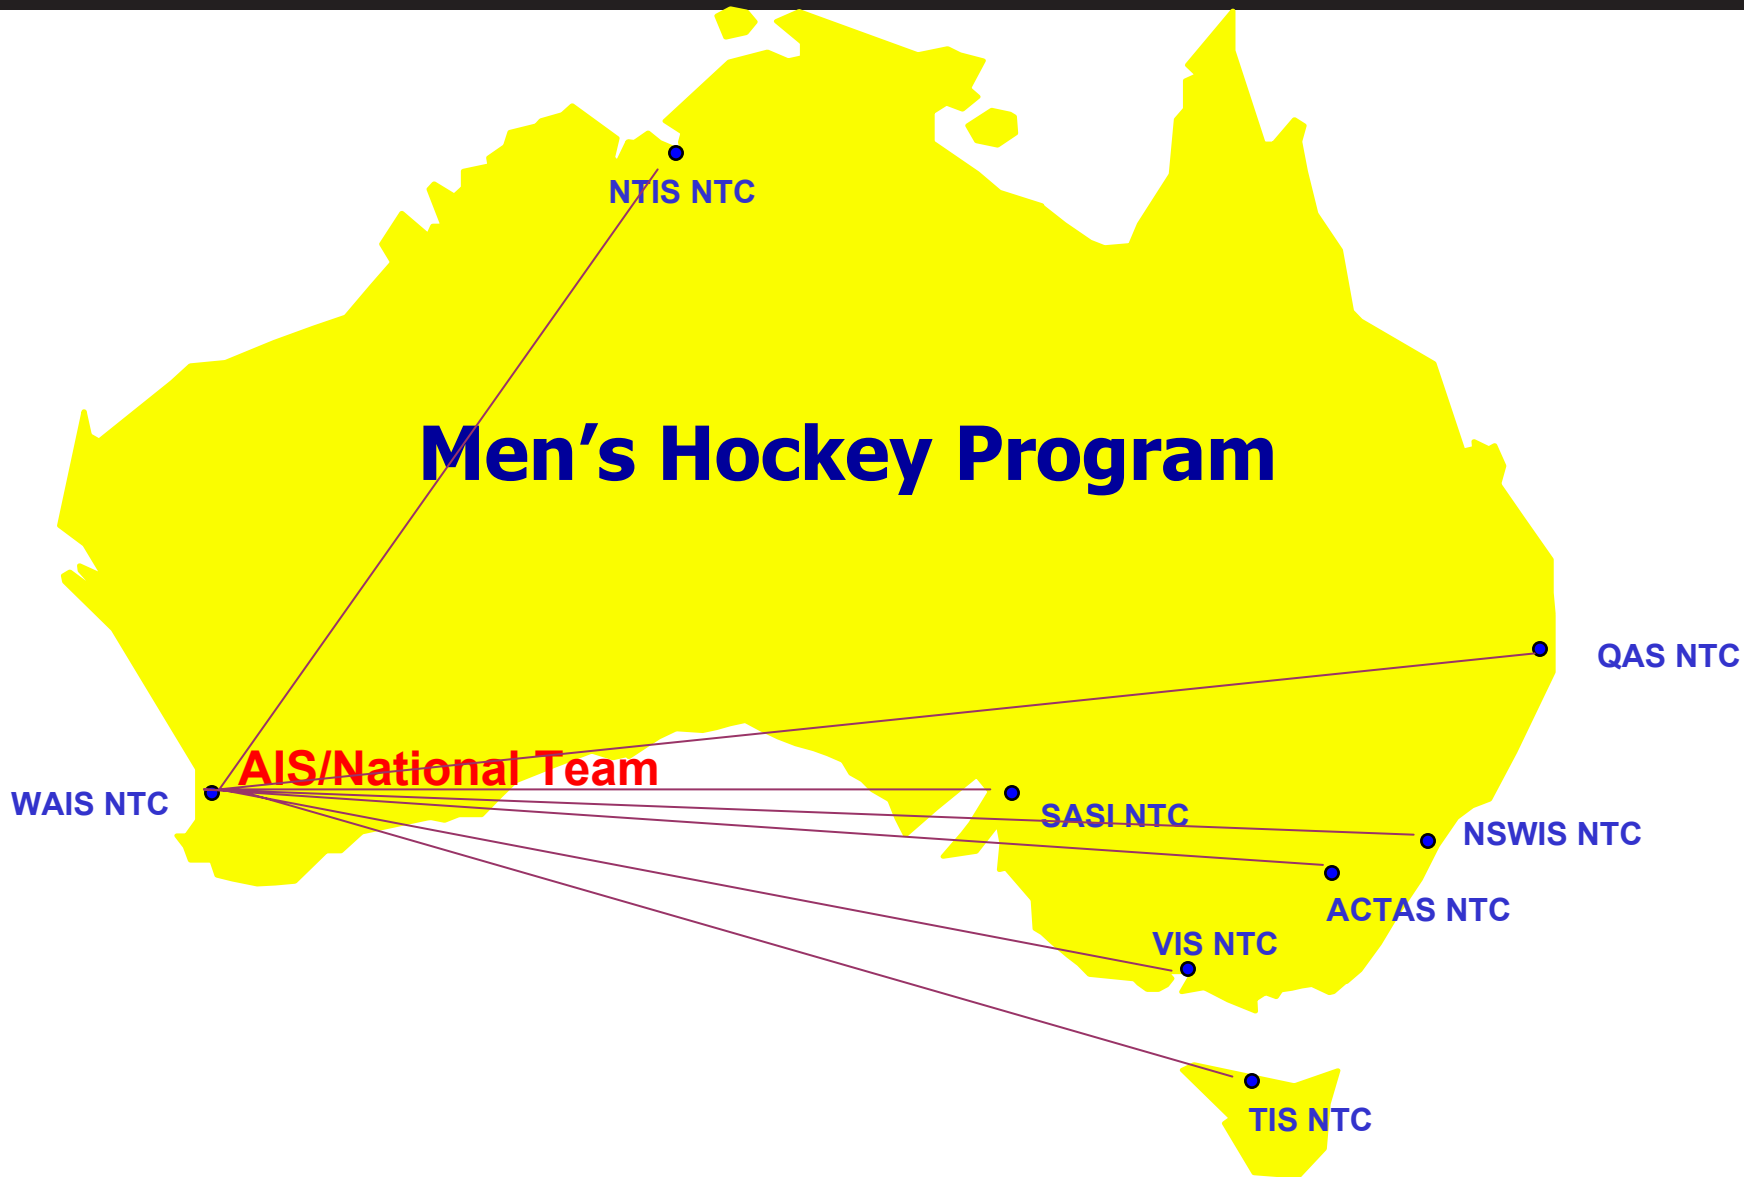 NTIS NTC
Men’s Hockey Program
QAS NTC
AIS/National Team
WAIS NTC
SASI NTC
NSWIS NTC
ACTAS NTC
VIS NTC
TIS NTC